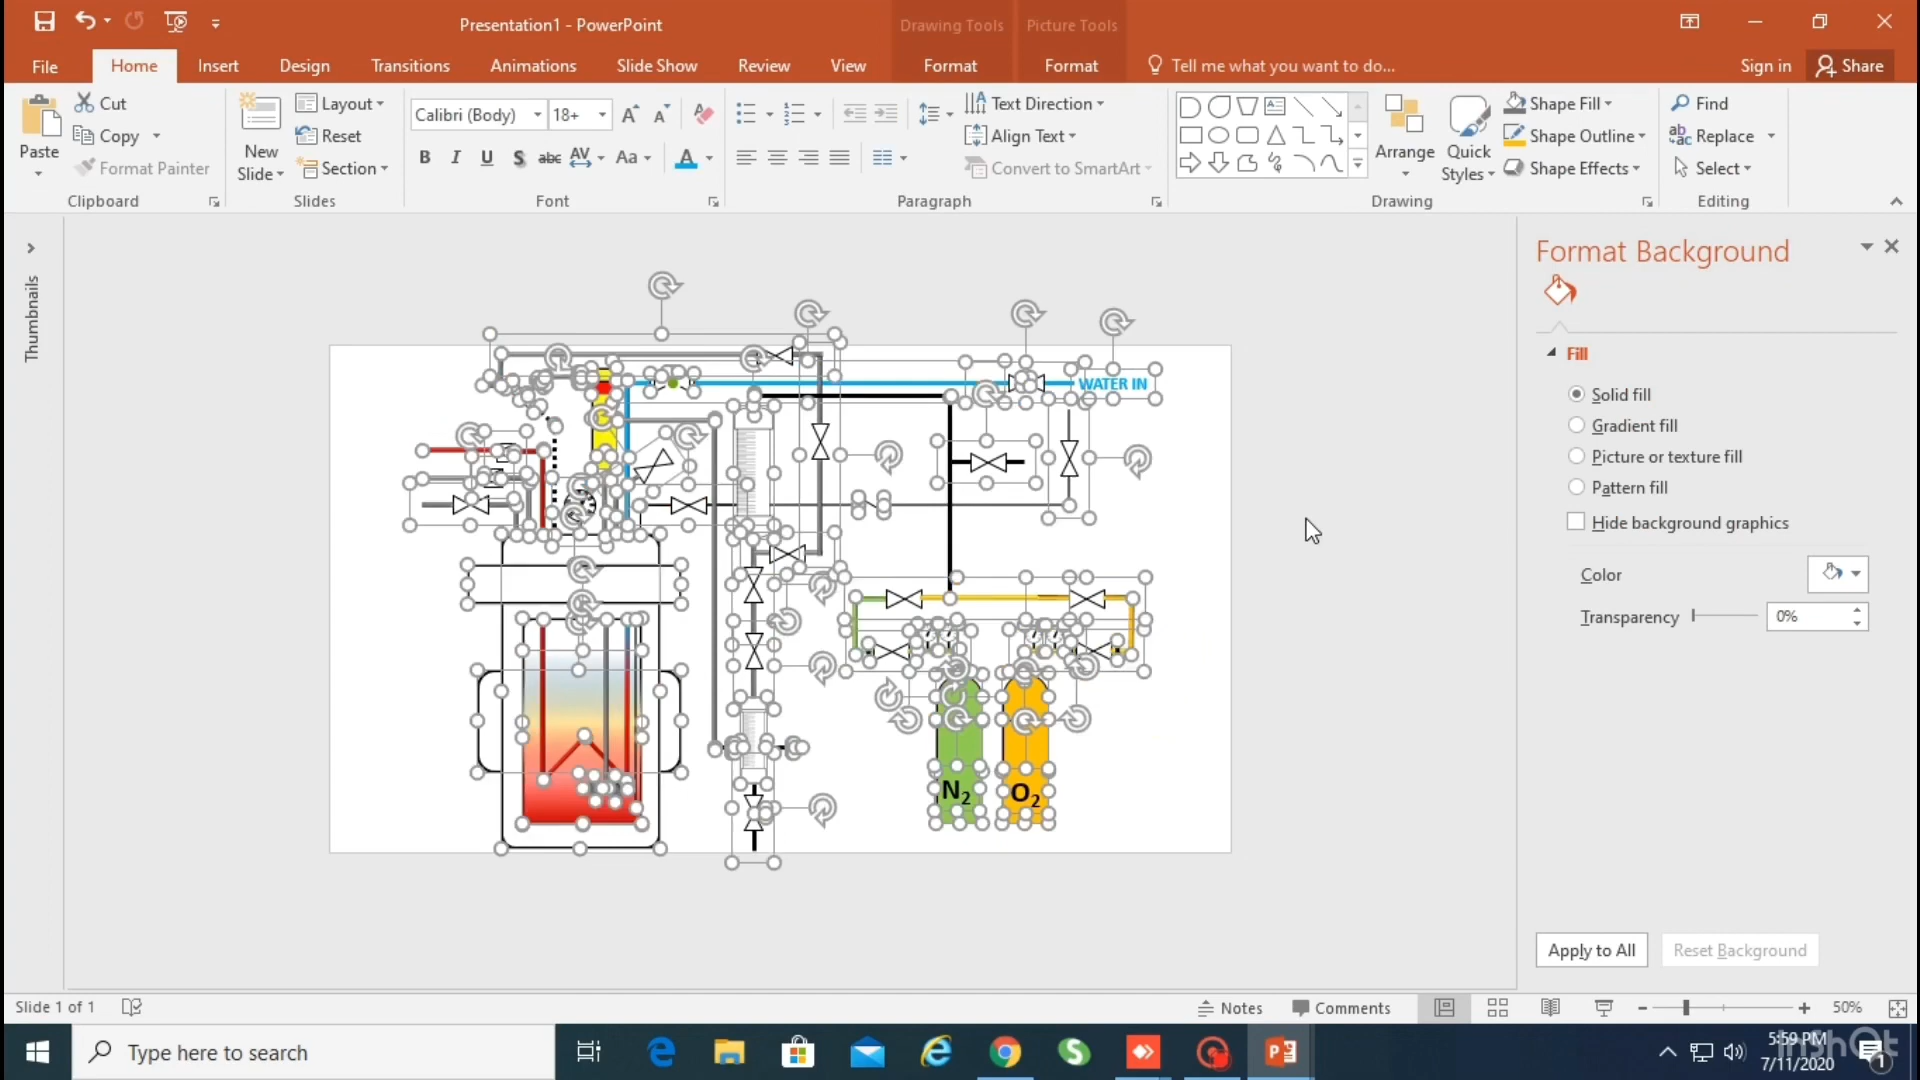 Presentation1 - PowerPoint
Drawing Tools
Picture Tools
File
Home
Insert
Design
Transitions
Animations
Slide Show
Review
View
Format
Format
Tell me what you want to do...
Sign in
Share
Paste
Cut
Copy
Format Painter
Clipboard
New
Slide
Layout
Reset
Section
Slides
Calibri (Body)
18+
B I U S abc AV Aa A
Font
Text Direction
Align Text
Convert to SmartArt
Paragraph
Arrange
Quick
Styles
Shape Fill
Shape Outline
Shape Effects
Drawing
Find
Replace
Select
Editing
Thumbnails
WATER IN
N2
O2
Format Background
Fill
Solid fill
Gradient fill
Picture or texture fill
Pattern fill
Hide background graphics
Color
Transparency
0%
Apply to All
Reset Background
Slide 1 of 1
Notes
Comments
50%
Type here to search
5:59 PM
7/11/2020
InShOt
1